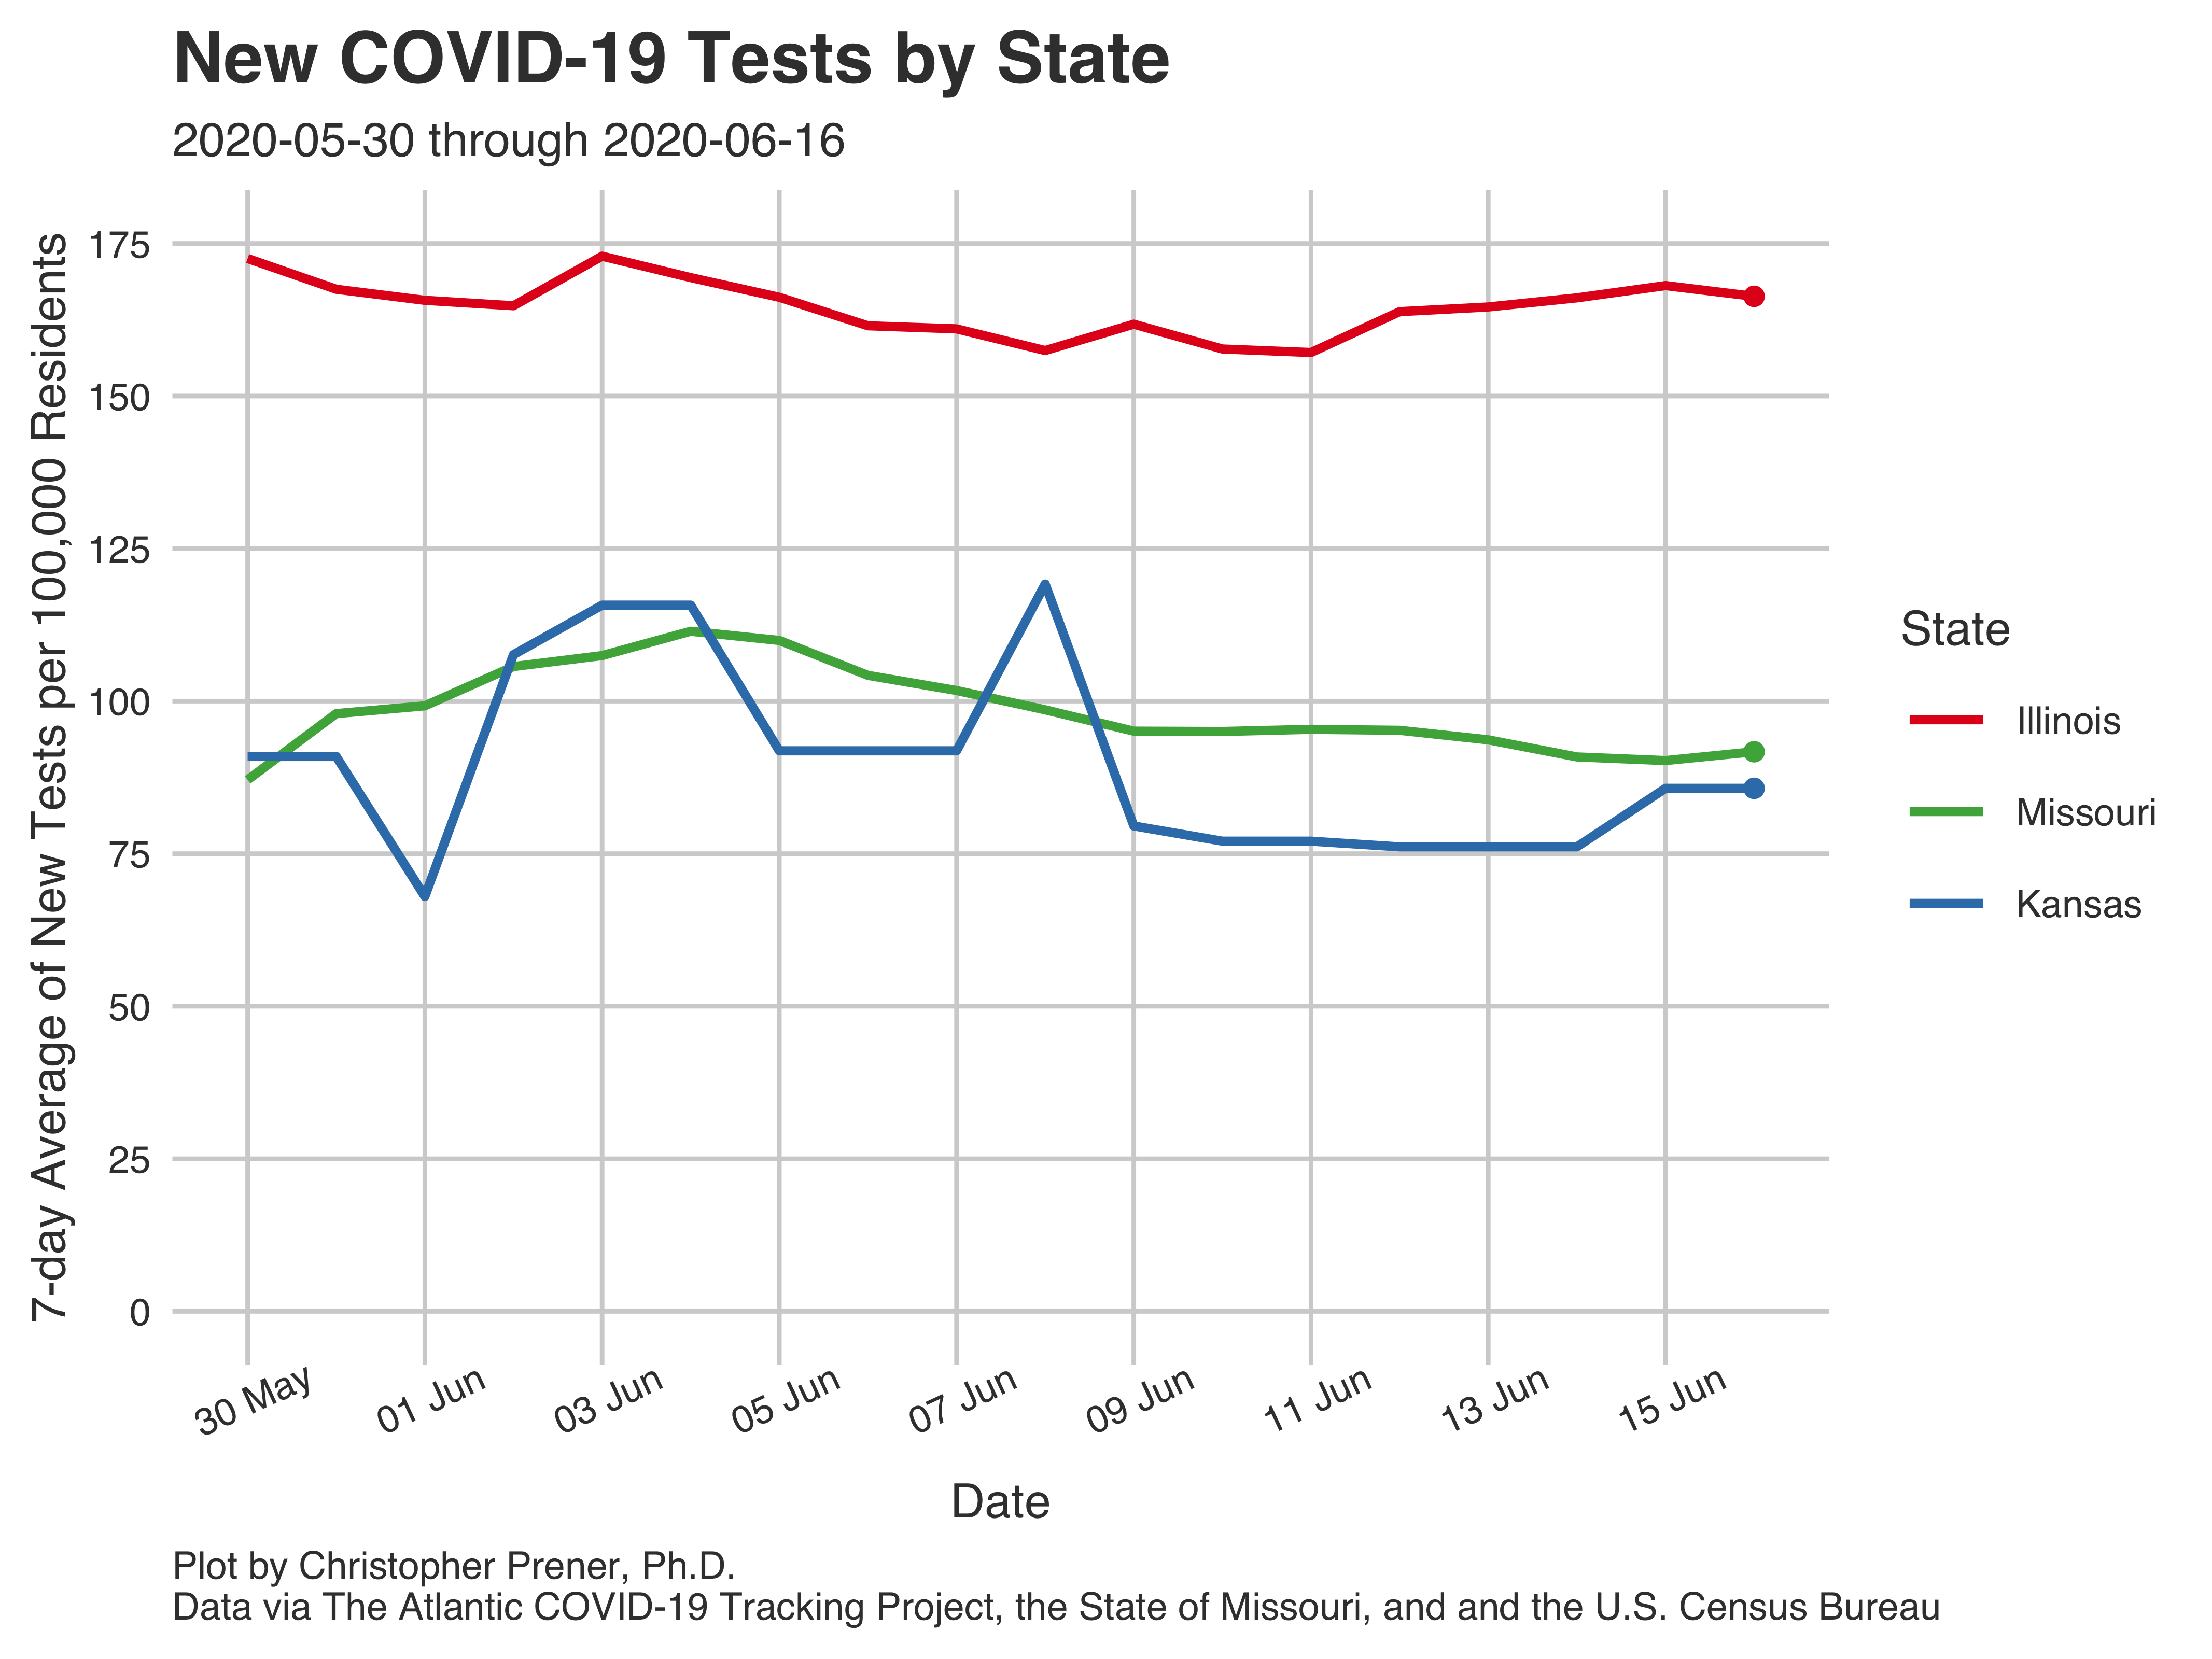 New COVID-19 Tests by State
2020-05-30 through 2020-06-16
7-day Average of New Tests per 100,000 Residents
175
150
125
100
75
50
25
0
30 May
01 Jun
03 Jun
05 Jun
07 Jun
09 Jun
11 Jun
13 Jun
15 Jun
Date
State
Illinois
Missouri
Kansas
Plot by Christopher Prener, Ph.D.
Data via The Atlantic COVID-19 Tracking Project, the State of Missouri, and and the U.S. Census Bureau